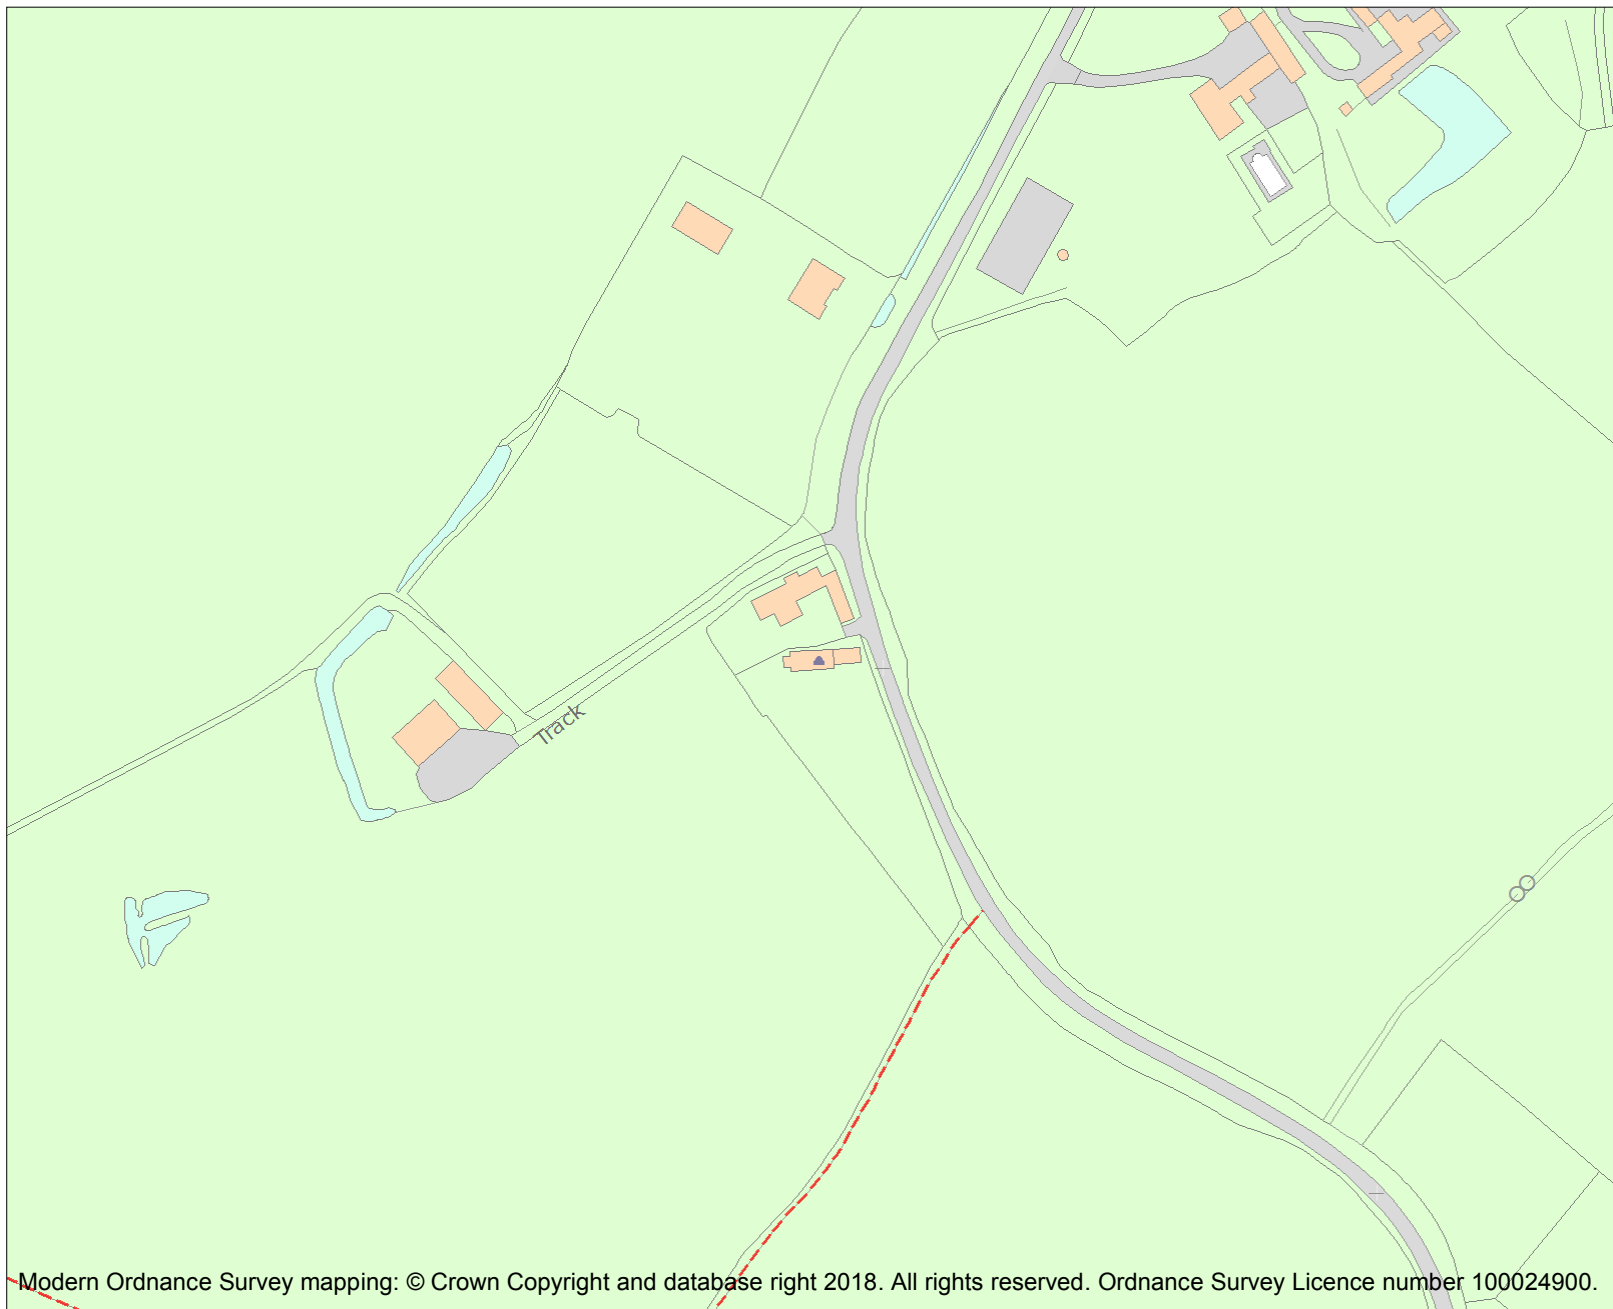 Track
Modern Ordnance Survey mapping: © Crown Copyright and database right 2018. All rights reserved. Ordnance Survey Licence number 100024900.